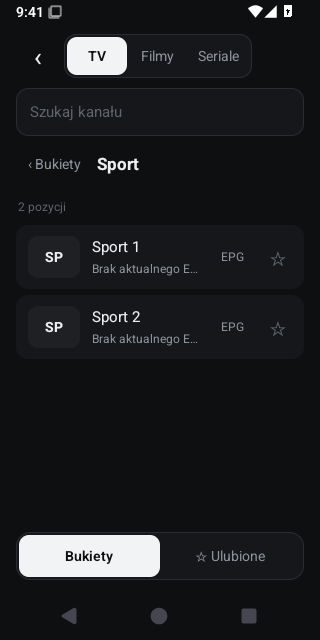 9:41
‹ TV Filmy Seriale
Szukaj kanału
‹ Bukiety Sport
2 pozycji
SP Sport 1 EPG ☆
Brak aktualnego E…
SP Sport 2 EPG ☆
Brak aktualnego E…
Bukiety ☆ Ulubione